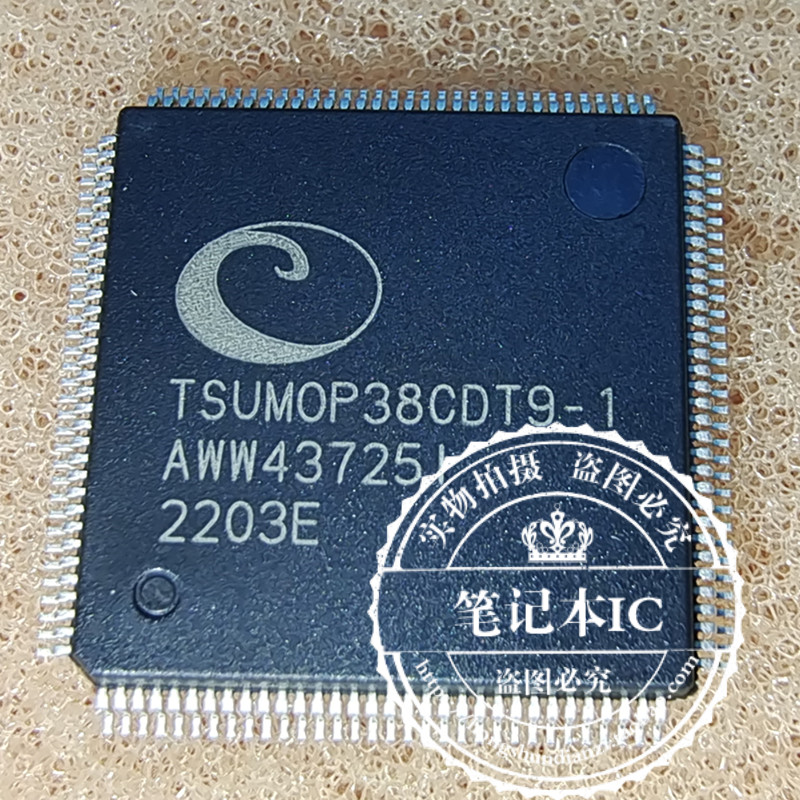 TSUMOP38CDT9-1
AWW43725
2203E
实物拍摄 盗图必究
笔记本IC
盗图必究